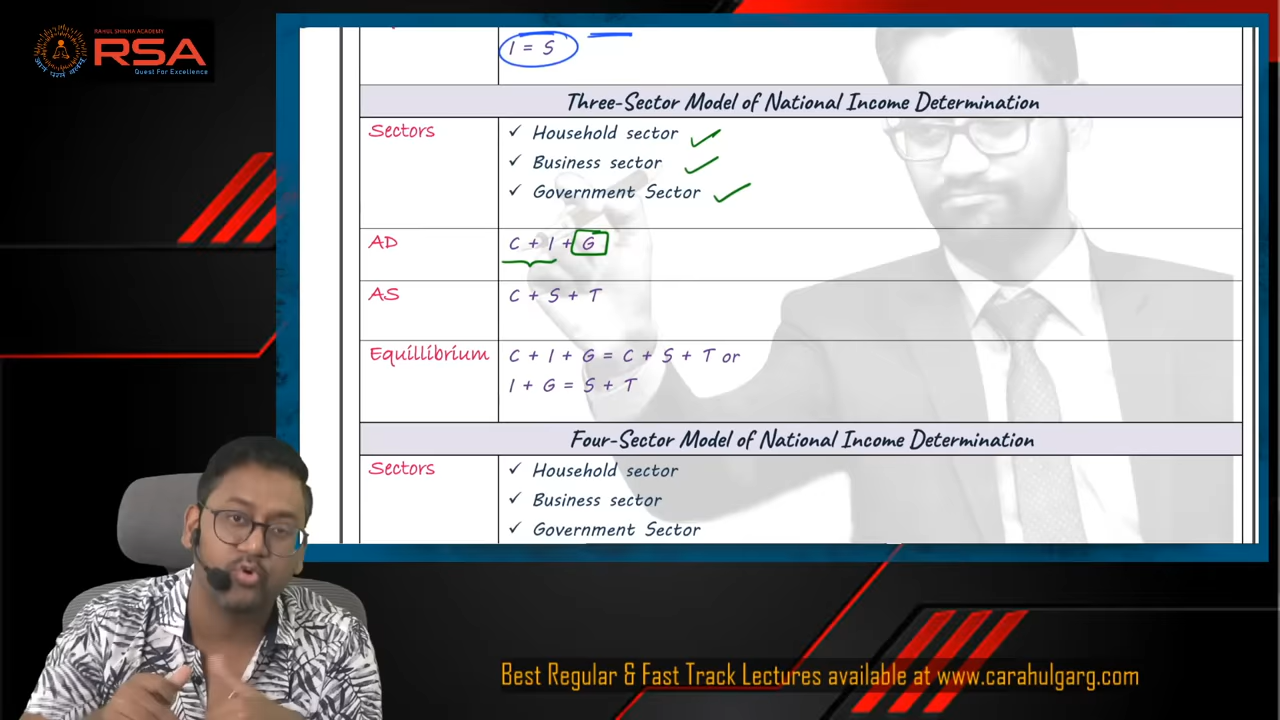 RAHUL SHIKHA ACADEMY
RSA
Quest For Excellence
I = S
Three-Sector Model of National Income Determination
Sectors
✓ Household sector ✓
✓ Business sector ✓
✓ Government Sector ✓
AD
C + I + G
AS
C + S + T
Equillibrium
C + I + G = C + S + T or
I + G = S + T
Four-Sector Model of National Income Determination
Sectors
✓ Household sector
✓ Business sector
✓ Government Sector
Best Regular & Fast Track Lectures available at www.carahulgarg.com